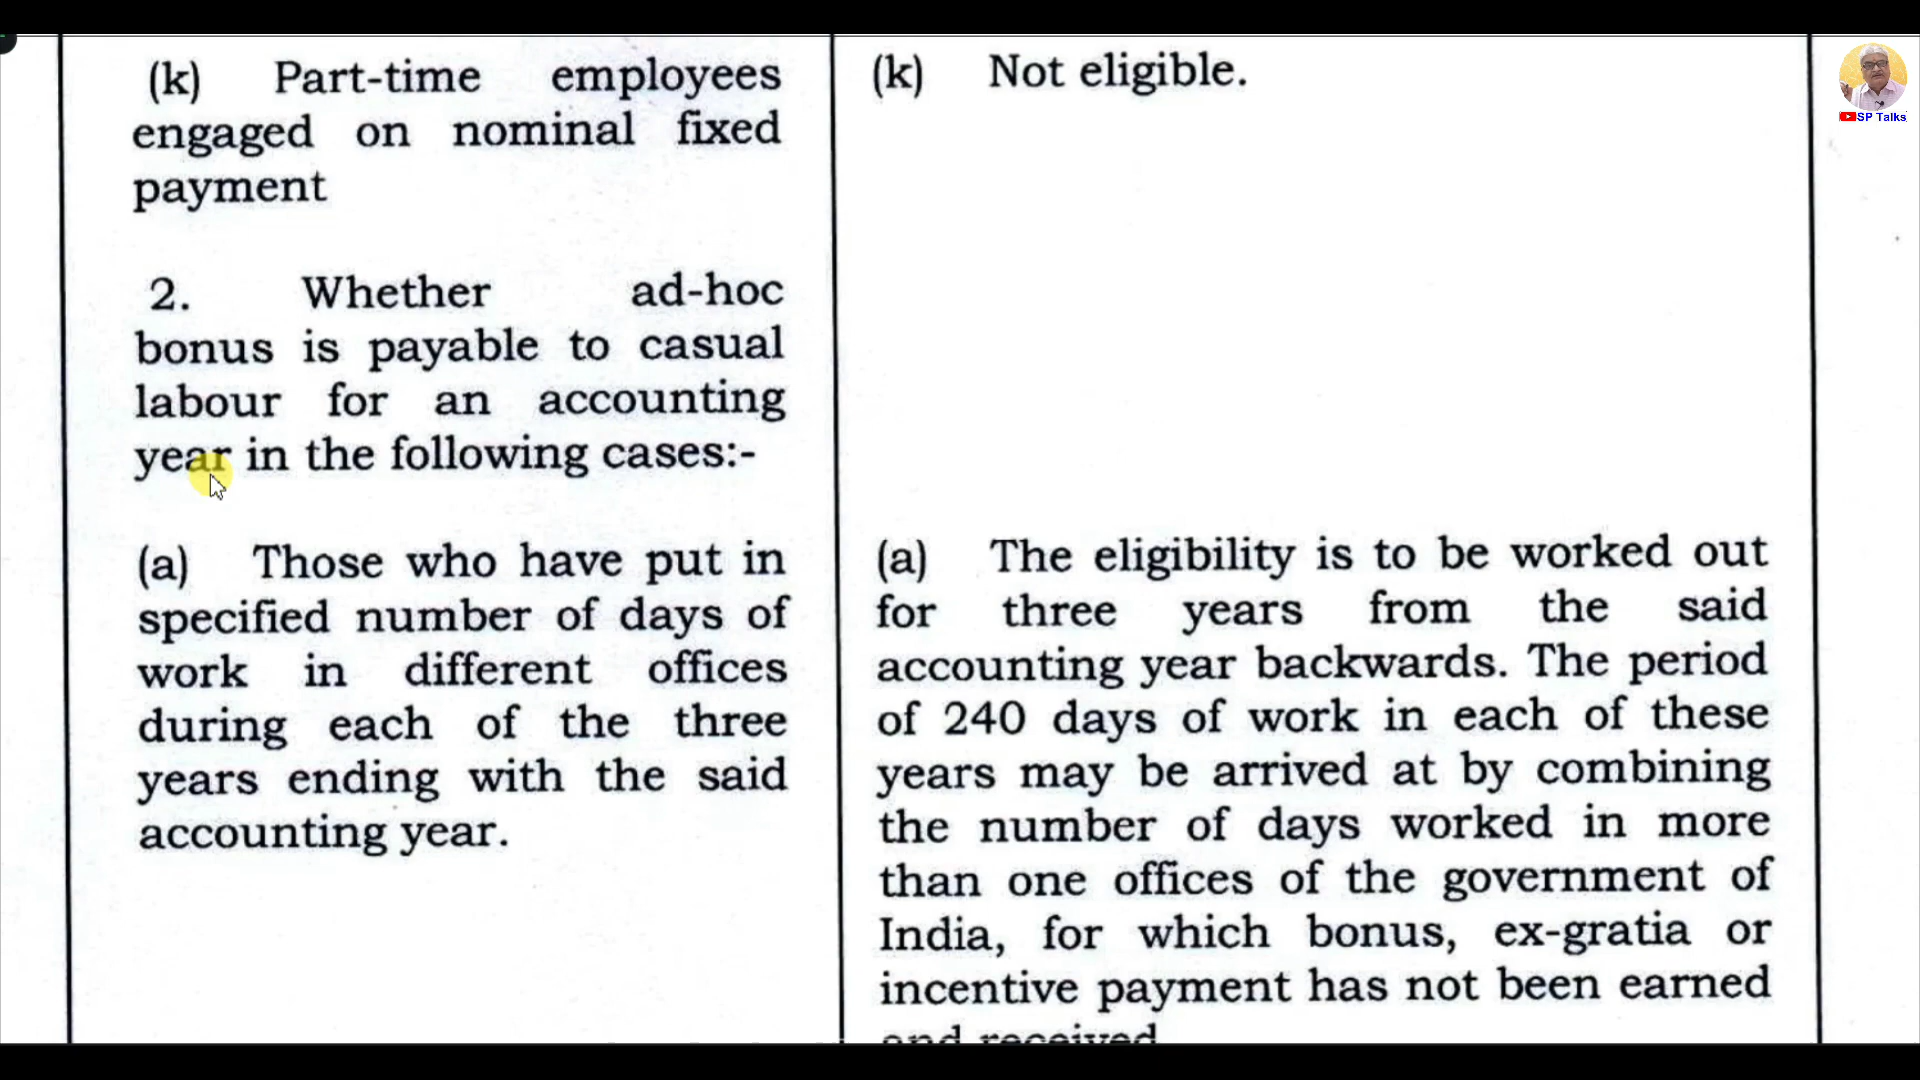 (k) Part-time employees
engaged on nominal fixed
payment
2. Whether ad-hoc
bonus is payable to casual
labour for an accounting
year in the following cases:-
(a) Those who have put in
specified number of days of
work in different offices
during each of the three
years ending with the said
accounting year.
(k) Not eligible.
(a) The eligibility is to be worked out
for three years from the said
accounting year backwards. The period
of 240 days of work in each of these
years may be arrived at by combining
the number of days worked in more
than one offices of the government of
India, for which bonus, ex-gratia or
incentive payment has not been earned
and received
SP Talks